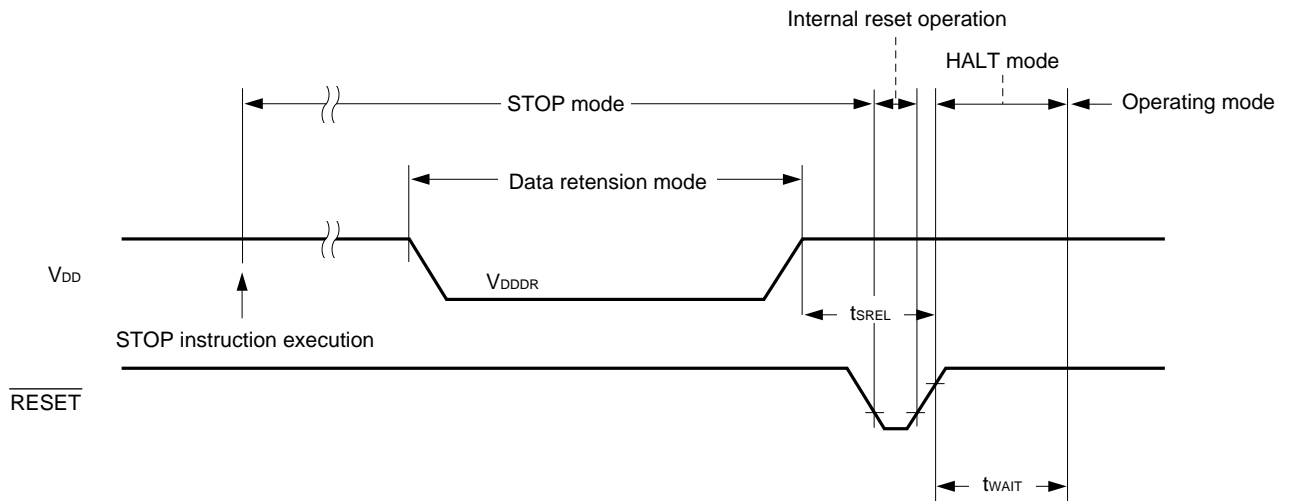 Internal reset operation
HALT mode
STOP mode
Operating mode
Data retension mode
VDD
VDDDR
tSREL
STOP instruction execution
RESET
tWAIT